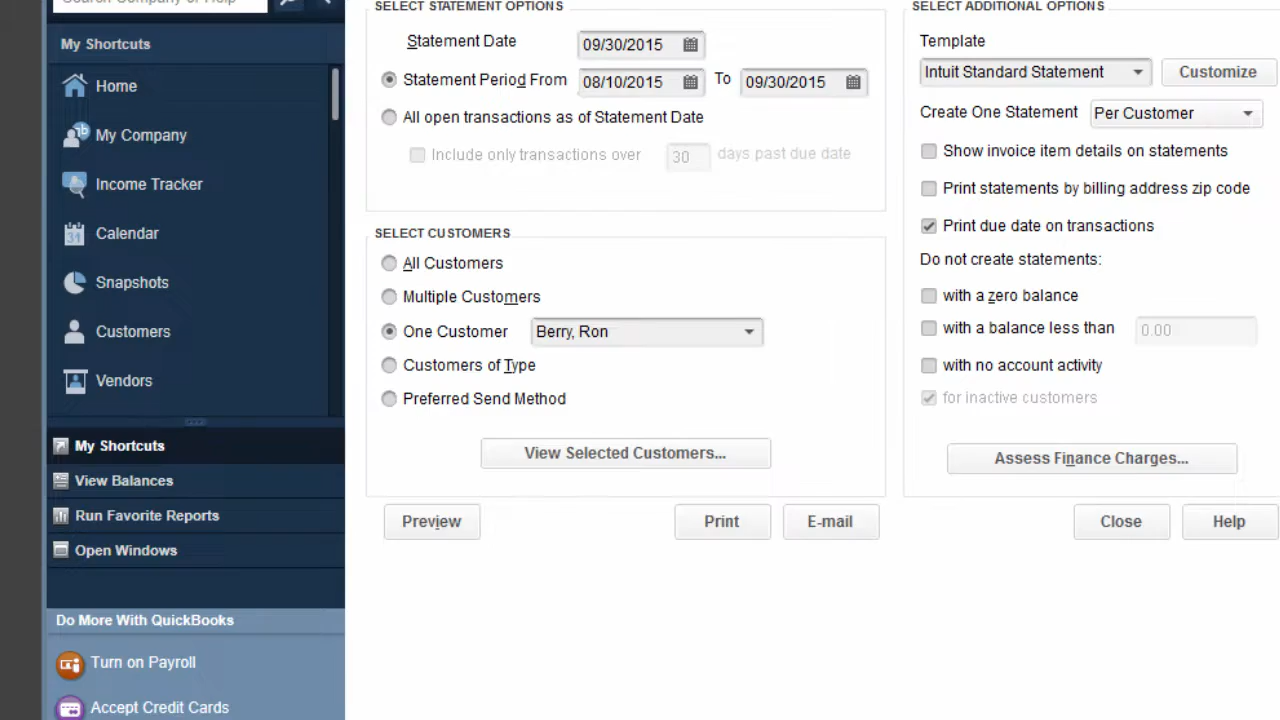 Search Company or Help
My Shortcuts
Home
My Company
Income Tracker
31
Calendar
Snapshots
Customers
Vendors
My Shortcuts
View Balances
Run Favorite Reports
Open Windows
Do More With QuickBooks
Turn on Payroll
Accept Credit Cards
SELECT STATEMENT OPTIONS
Statement Date 09/30/2015
Statement Period From 08/10/2015 To 09/30/2015
All open transactions as of Statement Date
Include only transactions over 30 days past due date
SELECT CUSTOMERS
All Customers
Multiple Customers
One Customer Berry, Ron
Customers of Type
Preferred Send Method
View Selected Customers...
Preview Print E-mail
SELECT ADDITIONAL OPTIONS
Template
Intuit Standard Statement Customize
Create One Statement Per Customer
Show invoice item details on statements
Print statements by billing address zip code
Print due date on transactions
Do not create statements:
with a zero balance
with a balance less than 0.00
with no account activity
for inactive customers
Assess Finance Charges...
Close Help